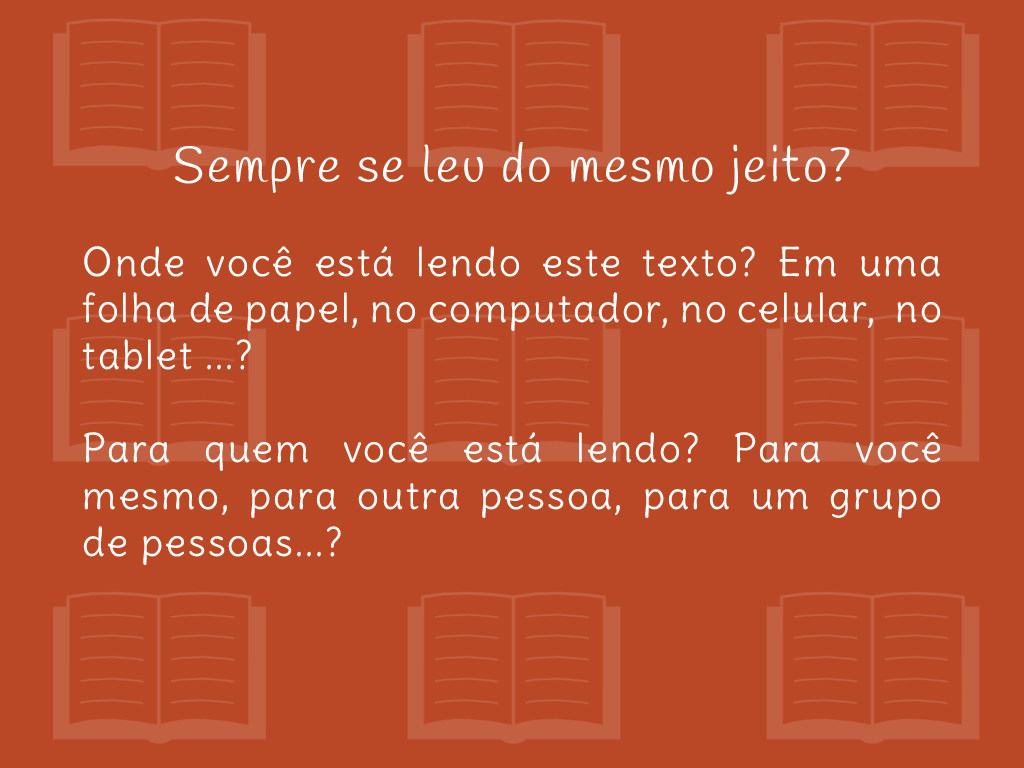 Sempre se leu do mesmo jeito?
Onde você está lendo este texto? Em uma
folha de papel, no computador, no celular, no
tablet ...?
Para quem você está lendo? Para você
mesmo, para outra pessoa, para um grupo
de pessoas...?